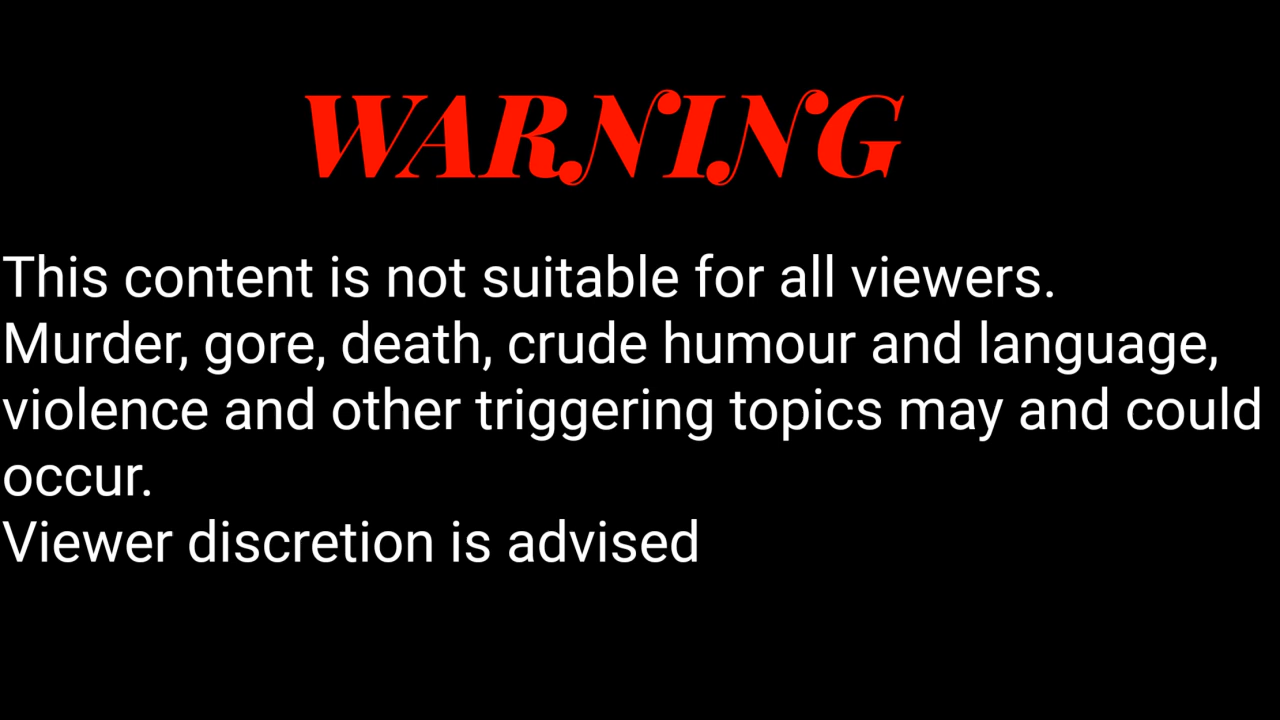 WARNING
This content is not suitable for all viewers.
Murder, gore, death, crude humour and language,
violence and other triggering topics may and could
occur.
Viewer discretion is advised